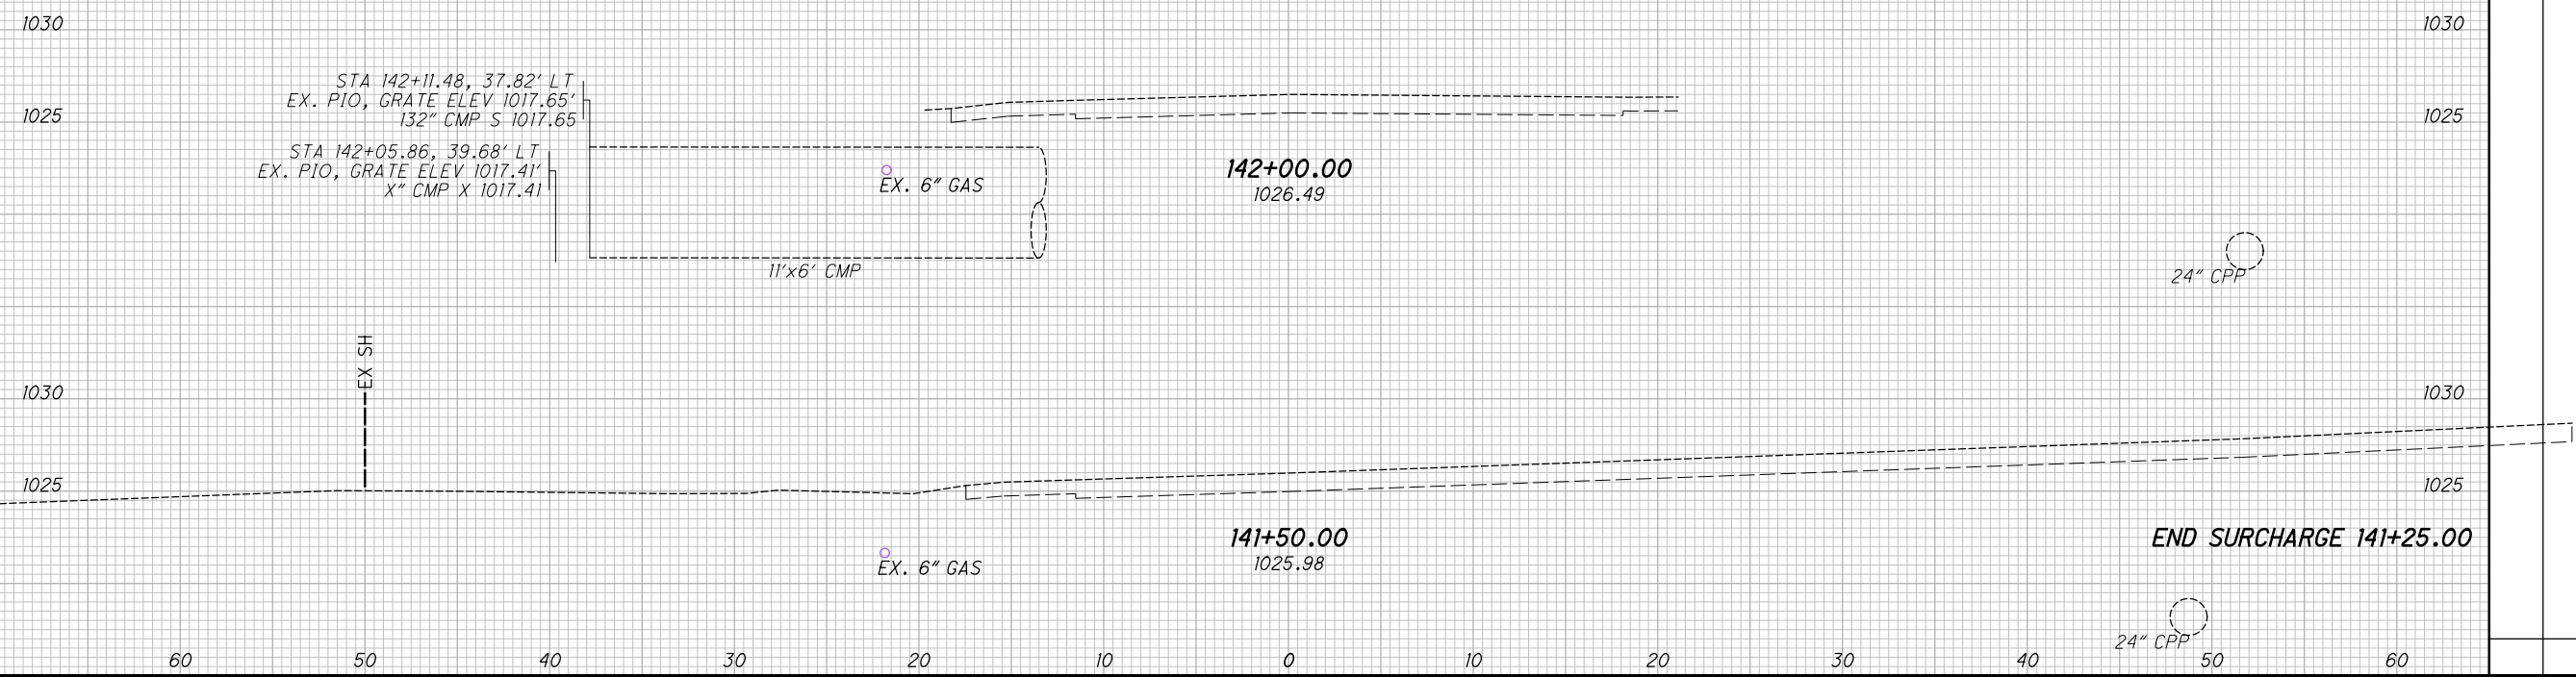 1030 1030
STA 142+11.48, 37.82' LT
EX. PIO, GRATE ELEV 1017.65'
132" CMP S 1017.65
1025 1025
STA 142+05.86, 39.68' LT
EX. PIO, GRATE ELEV 1017.41'
X" CMP X 1017.41
EX. 6" GAS
142+00.00
1026.49
11'x6' CMP
24" CPP
EX SH
1030 1030
1025 1025
141+50.00
1025.98
END SURCHARGE 141+25.00
EX. 6" GAS
24" CPP
60 50 40 30 20 10 0 10 20 30 40 50 60